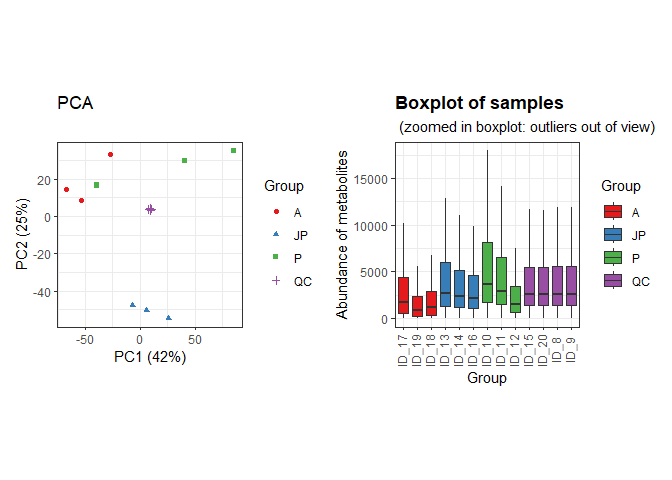 PCA
PC2 (25%)
20
0
-20
-40
-50
0
50
PC1 (42%)
Group
A
JP
P
QC
Boxplot of samples
(zoomed in boxplot: outliers out of view)
Abundance of metabolites
15000
10000
5000
0
ID_17
ID_19
ID_18
ID_13
ID_14
ID_16
ID_10
ID_11
ID_12
ID_15
ID_20
ID_8
ID_9
Group
Group
A
JP
P
QC